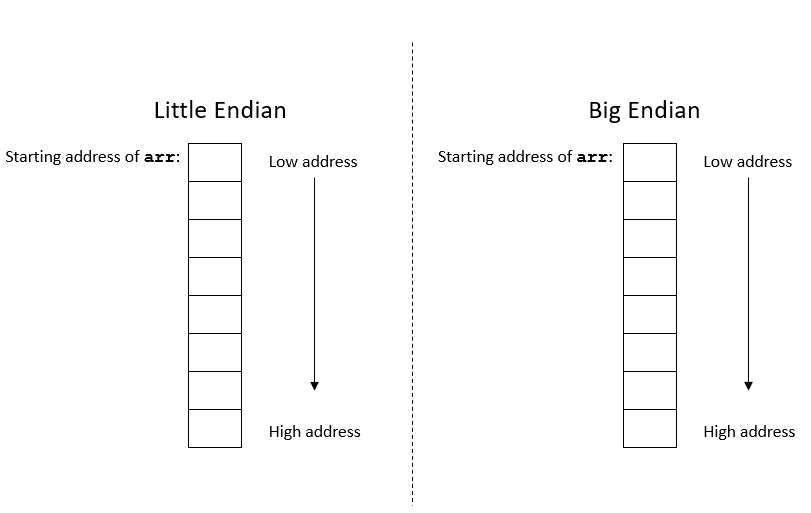 Little Endian
Starting address of arr:
Low address
High address
Big Endian
Starting address of arr:
Low address
High address